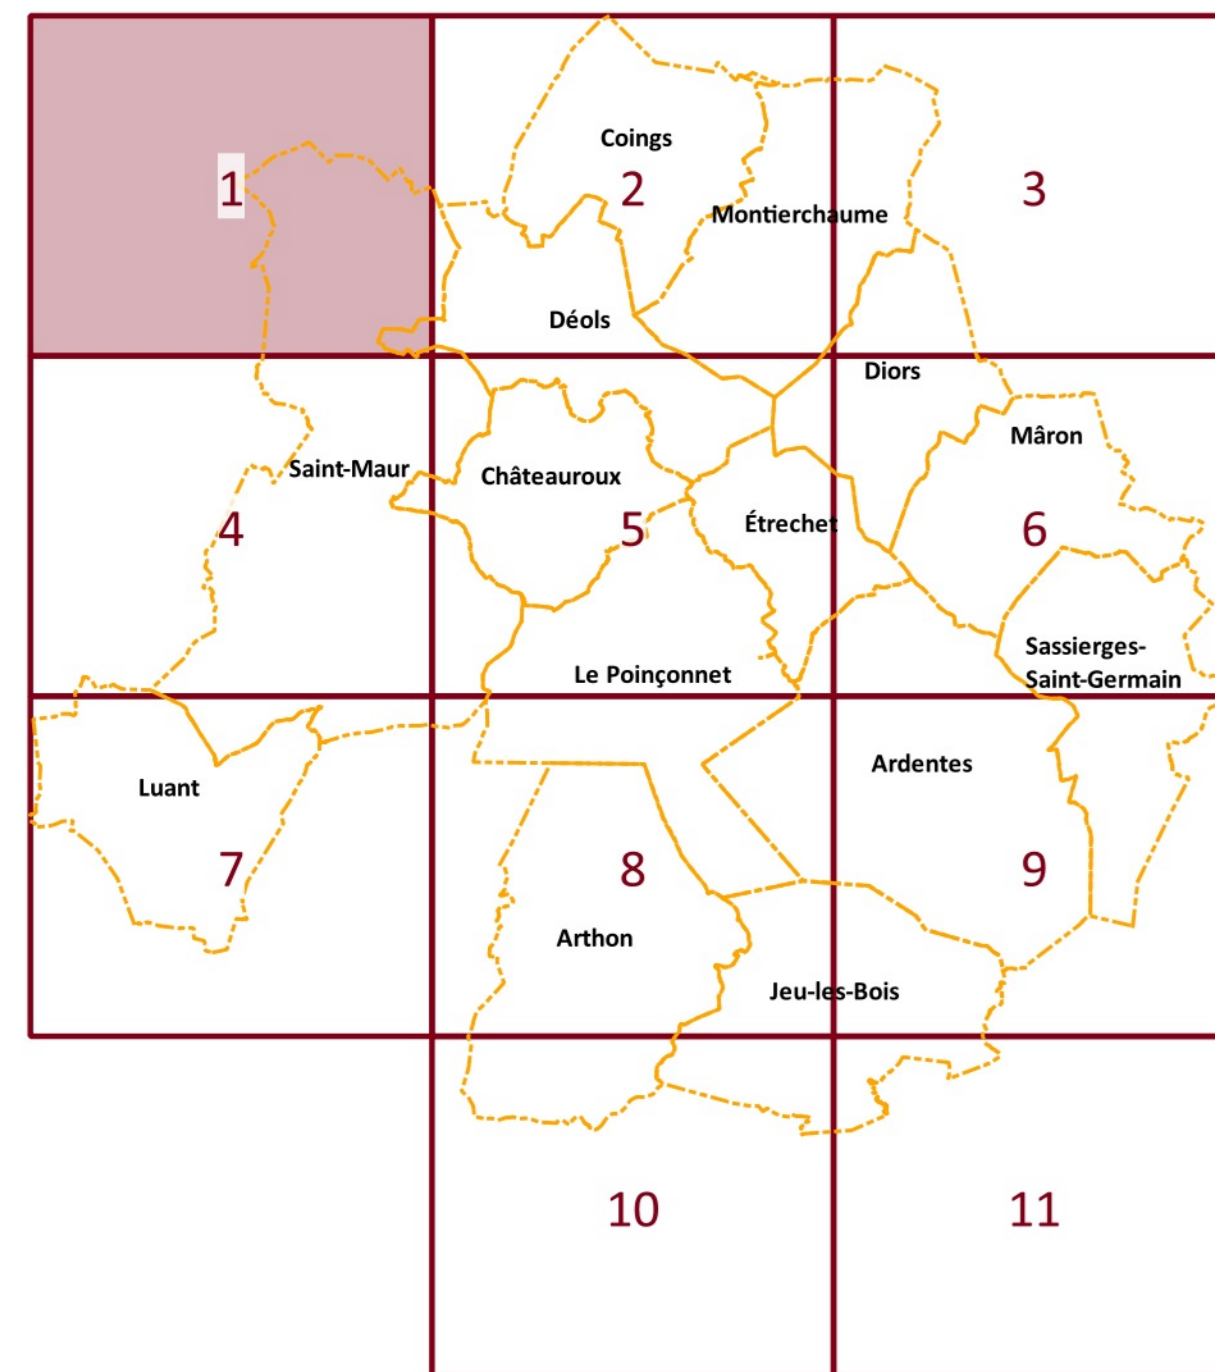 Coings
1
2
3
Montierchaume
Déols
Diors
Mâron
Saint-Maur
Châteauroux
Étrechet
4
5
6
Sassierges-
Saint-Germain
Le Poinçonnet
Ardentes
Luant
7
8
9
Arthon
Jeu-les-Bois
10
11